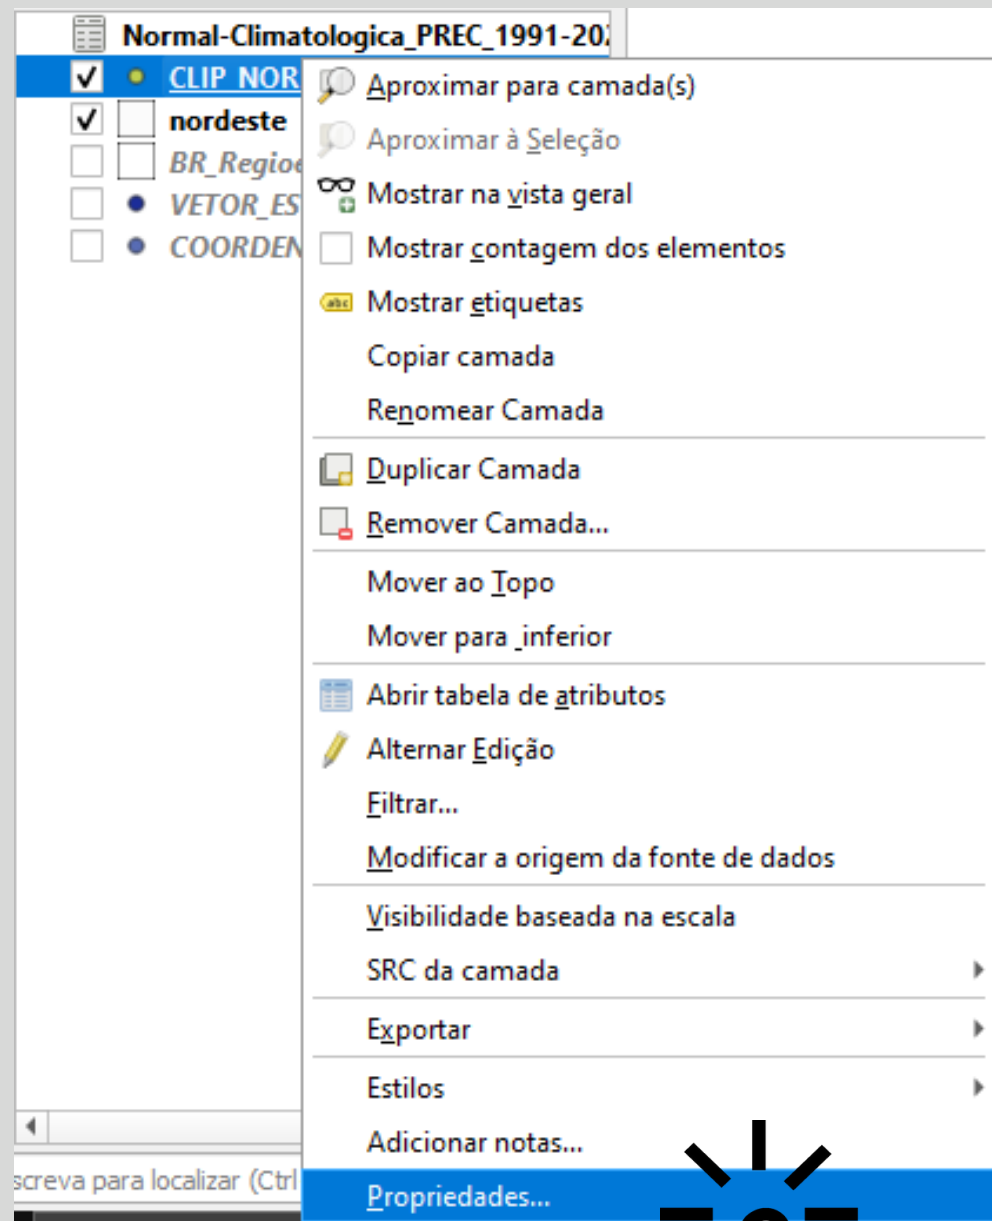 Normal-Climatologica_PREC_1991-202
CLIP_NOR
nordeste
BR_Regioe
VETOR_ES
COORDEN
Aproximar para camada(s)
Aproximar à Seleção
Mostrar na vista geral
Mostrar contagem dos elementos
abc Mostrar etiquetas
Copiar camada
Renomear Camada
Duplicar Camada
Remover Camada...
Mover ao Topo
Mover para _inferior
Abrir tabela de atributos
Alternar Edição
Filtrar...
Modificar a origem da fonte de dados
Visibilidade baseada na escala
SRC da camada
Exportar
Estilos
Adicionar notas...
screva para localizar (Ctrl
Propriedades...